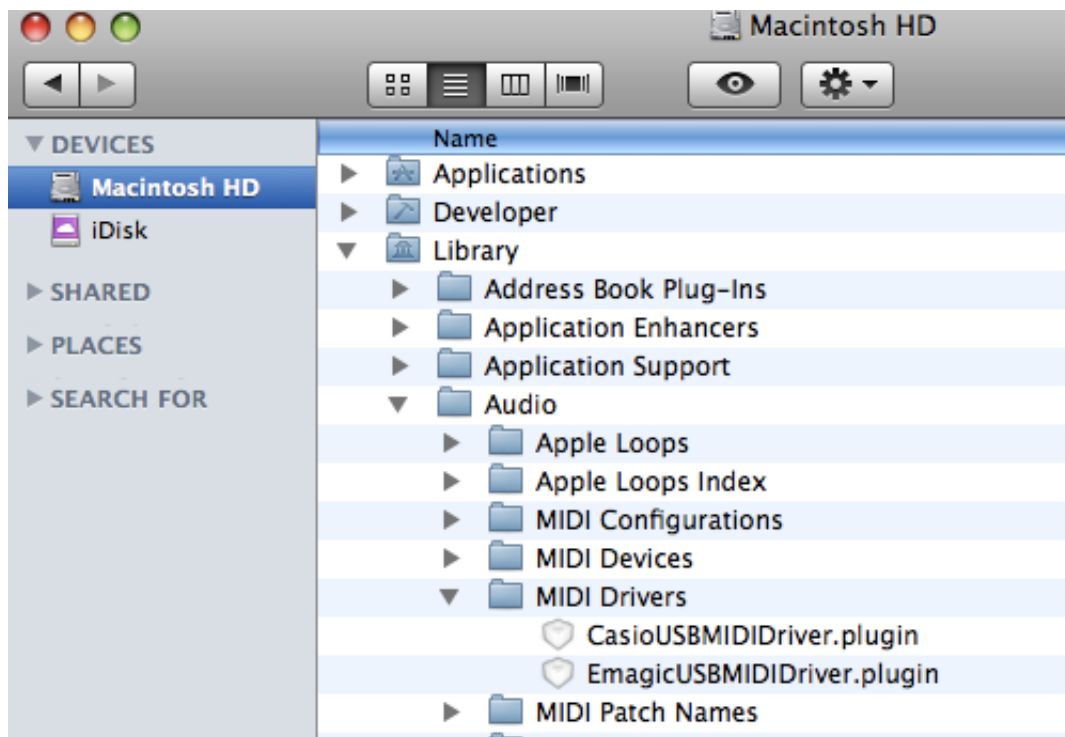 Macintosh HD
DEVICES
Macintosh HD
iDisk
SHARED
PLACES
SEARCH FOR
Name
Applications
Developer
Library
Address Book Plug-Ins
Application Enhancers
Application Support
Audio
Apple Loops
Apple Loops Index
MIDI Configurations
MIDI Devices
MIDI Drivers
CasioUSBMIDIDriver.plugin
EmagicUSBMIDIDriver.plugin
MIDI Patch Names